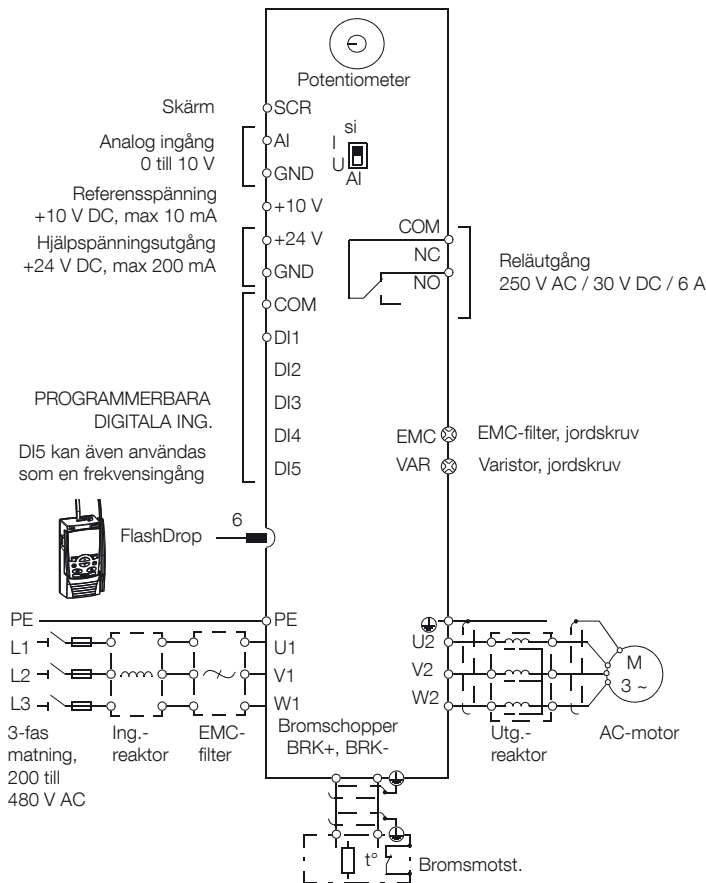 Potentiometer
Skärm
SCR
Analog ingång
0 till 10 V
AI
GND
si
I
U
AI
Referensspänning
+10 V DC, max 10 mA
+10 V
Hjälpspänningsutgång
+24 V DC, max 200 mA
+24 V
GND
COM
NC
NO
Reläutgång
250 V AC / 30 V DC / 6 A
COM
DI1
DI2
DI3
DI4
DI5
PROGRAMMERBARA
DIGITALA ING.
DI5 kan även användas
som en frekvensingång
EMC
EMC-filter, jordskruv
VAR
Varistor, jordskruv
FlashDrop
6
PE
PE
L1
U1
U2
L2
V1
V2
L3
W1
W2
M
3 ~
3-fas
matning,
200 till
480 V AC
Ing.-
reaktor
EMC-
filter
Bromschopper
BRK+, BRK-
Utg.-
reaktor
AC-motor
t°
Bromsmotst.